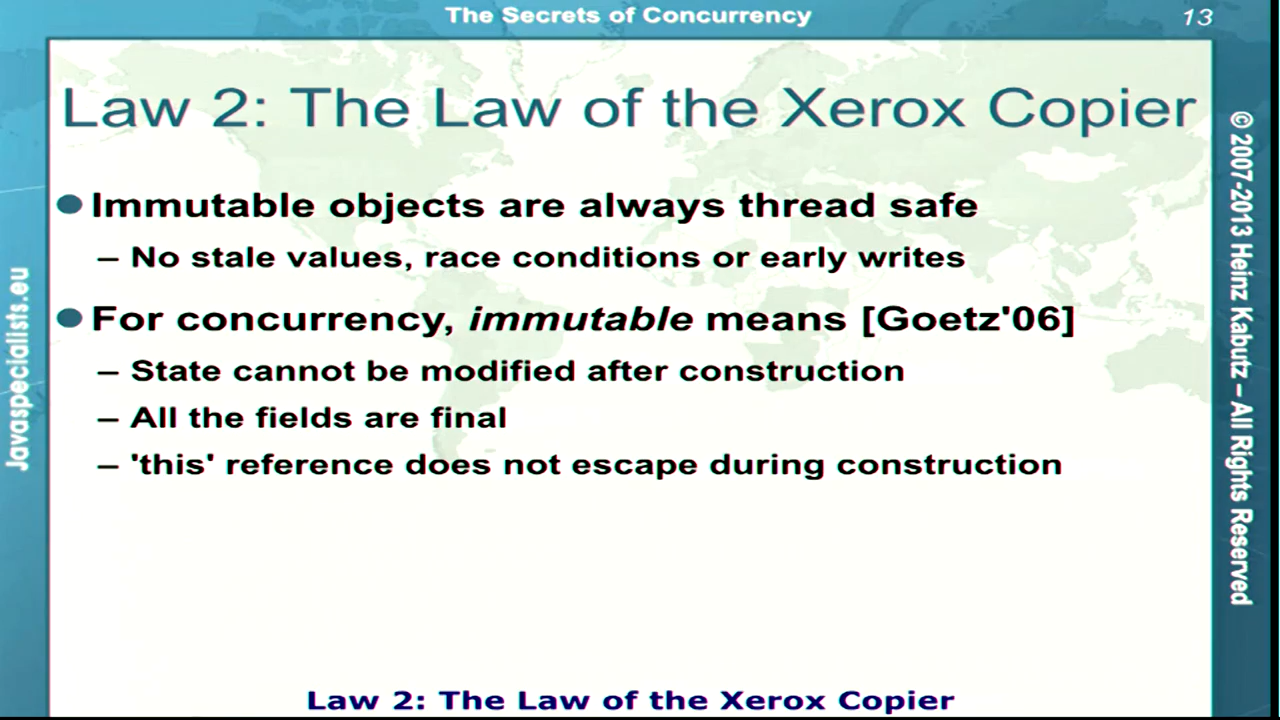 The Secrets of Concurrency
13
Law 2: The Law of the Xerox Copier
Immutable objects are always thread safe
– No stale values, race conditions or early writes
For concurrency, immutable means [Goetz'06]
– State cannot be modified after construction
– All the fields are final
– 'this' reference does not escape during construction
Javaspecialists.eu
© 2007-2013 Heinz Kabutz – All Rights Reserved
Law 2: The Law of the Xerox Copier